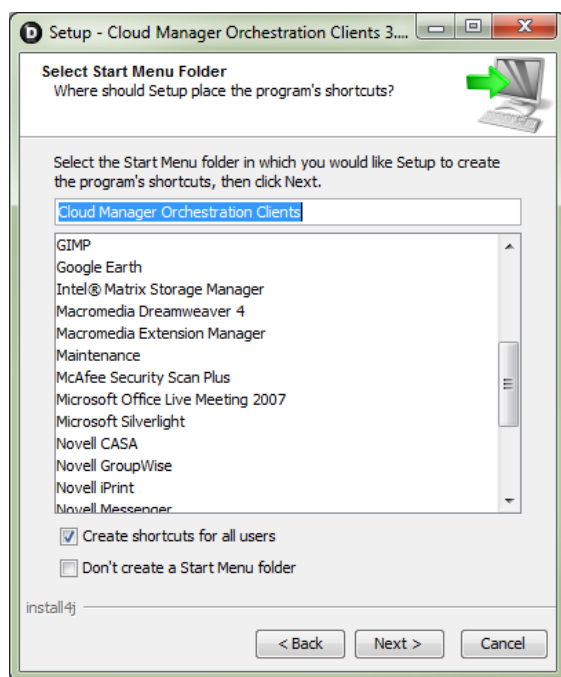 Setup - Cloud Manager Orchestration Clients 3....
Select Start Menu Folder
Where should Setup place the program's shortcuts?
Select the Start Menu folder in which you would like Setup to create
the program's shortcuts, then click Next.
Cloud Manager Orchestration Clients
GIMP
Google Earth
Intel® Matrix Storage Manager
Macromedia Dreamweaver 4
Macromedia Extension Manager
Maintenance
McAfee Security Scan Plus
Microsoft Office Live Meeting 2007
Microsoft Silverlight
Novell CASA
Novell GroupWise
Novell iPrint
Novell Messenger
Create shortcuts for all users
Don't create a Start Menu folder
install4j
< Back Next > Cancel